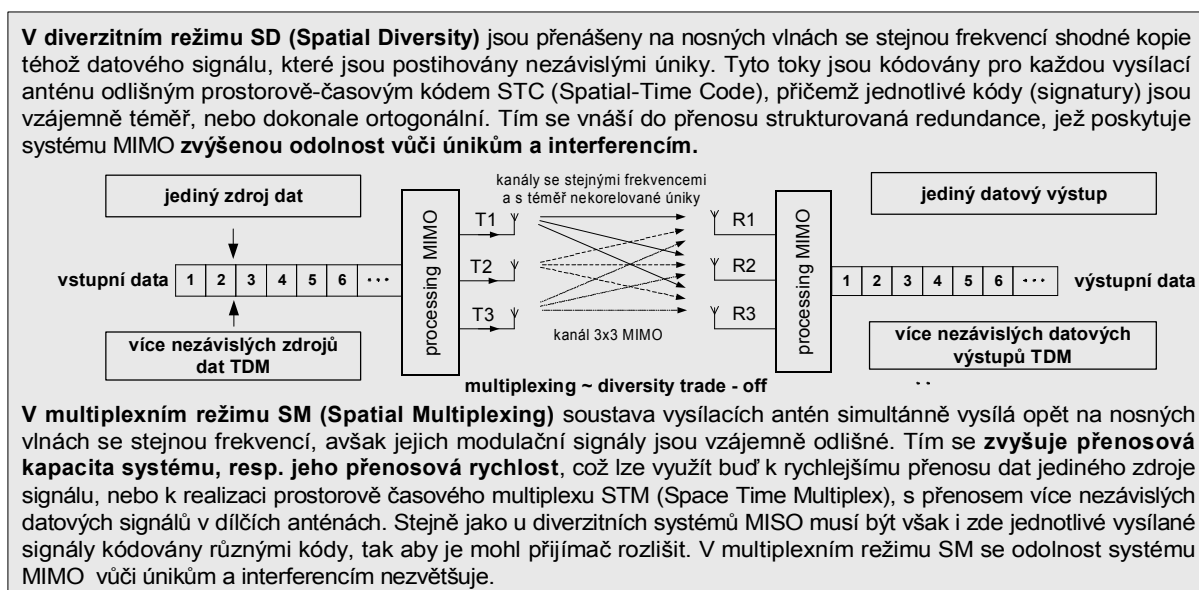 V diverzitním režimu SD (Spatial Diversity) jsou přenášeny na nosných vlnách se stejnou frekvencí shodné kopie
téhož datového signálu, které jsou postihovány nezávislými úniky. Tyto toky jsou kódovány pro každou vysílací
anténu odlišným prostorově-časovým kódem STC (Spatial-Time Code), přičemž jednotlivé kódy (signatury) jsou
vzájemně téměř, nebo dokonale ortogonální. Tím se vnáší do přenosu strukturovaná redundance, jež poskytuje
systému MIMO zvýšenou odolnost vůči únikům a interferencím.
jediný zdroj dat
vstupní data
1 2 3 4 5 6 ...
více nezávislých zdrojů
dat TDM
processing MIMO
T1
T2
T3
kanály se stejnými frekvencemi
a s téměř nekorelované úniky
kanál 3x3 MIMO
R1
R2
R3
processing MIMO
jediný datový výstup
1 2 3 4 5 6 ...
výstupní data
více nezávislých datových
výstupů TDM
..
multiplexing ~ diversity trade - off
V multiplexním režimu SM (Spatial Multiplexing) soustava vysílacích antén simultánně vysílá opět na nosných
vlnách se stejnou frekvencí, avšak jejich modulační signály jsou vzájemně odlišné. Tím se zvyšuje přenosová
kapacita systému, resp. jeho přenosová rychlost, což lze využít buď k rychlejšímu přenosu dat jediného zdroje
signálu, nebo k realizaci prostorově časového multiplexu STM (Space Time Multiplex), s přenosem více nezávislých
datových signálů v dílčích anténách. Stejně jako u diverzitních systémů MISO musí být však i zde jednotlivé vysílané
signály kódovány různými kódy, tak aby je mohl přijímač rozlišit. V multiplexním režimu SM se odolnost systému
MIMO vůči únikům a interferencím nezvětšuje.